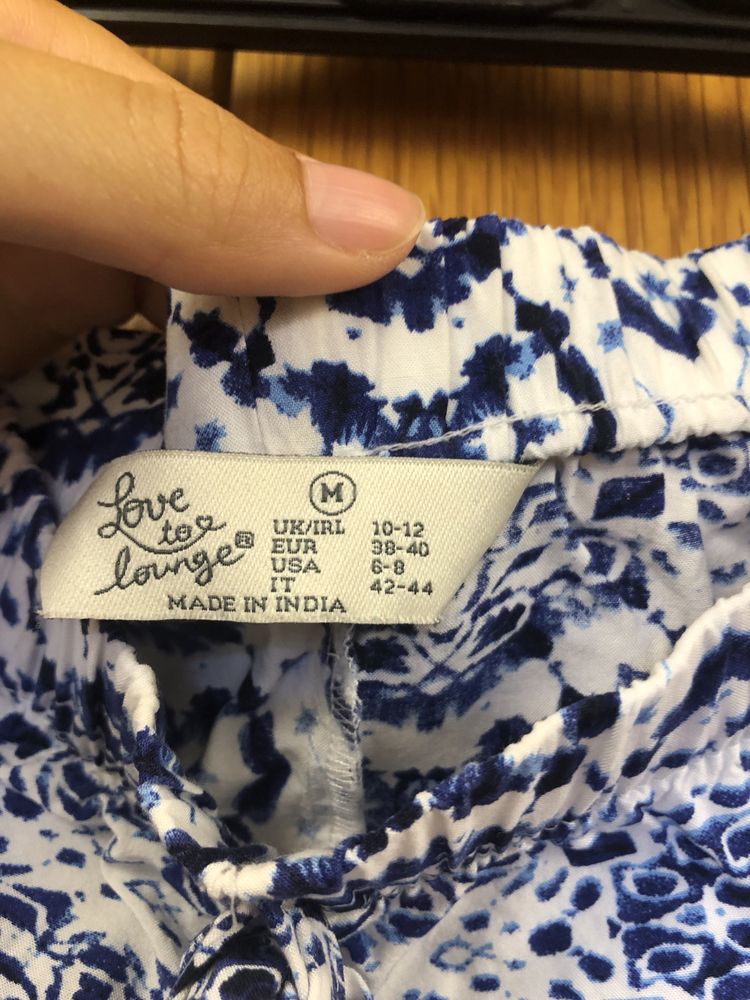 Love
to
lounge®
M
UK/IRL 10-12
EUR 38-40
USA 6-8
IT 42-44
MADE IN INDIA